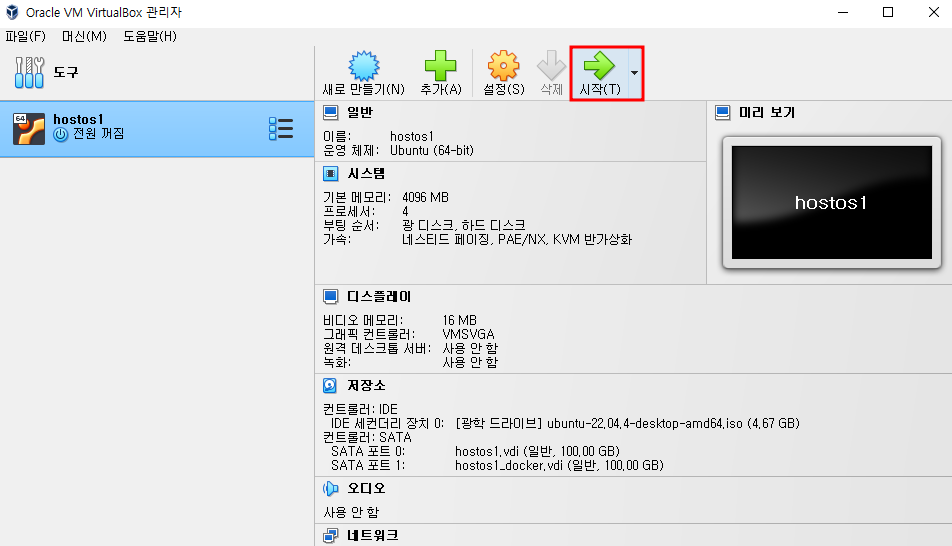 Oracle VM VirtualBox 관리자
파일(F) 머신(M) 도움말(H)
도구
새로 만들기(N) 추가(A) 설정(S) 삭제 시작(T)
64
hostos1
전원 꺼짐
일반
이름: hostos1
운영 체제: Ubuntu (64-bit)
미리 보기
hostos1
시스템
기본 메모리: 4096 MB
프로세서: 4
부팅 순서: 광 디스크, 하드 디스크
가속: 네스티드 페이징, PAE/NX, KVM 반가상화
디스플레이
비디오 메모리: 16 MB
그래픽 컨트롤러: VMSVGA
원격 데스크톱 서버: 사용 안 함
녹화: 사용 안 함
저장소
컨트롤러: IDE
IDE 세컨더리 장치 0: [광학 드라이브] ubuntu-22.04.4-desktop-amd64.iso (4.67 GB)
컨트롤러: SATA
SATA 포트 0: hostos1.vdi (일반, 100.00 GB)
SATA 포트 1: hostos1_docker.vdi (일반, 100.00 GB)
오디오
사용 안 함
네트워크